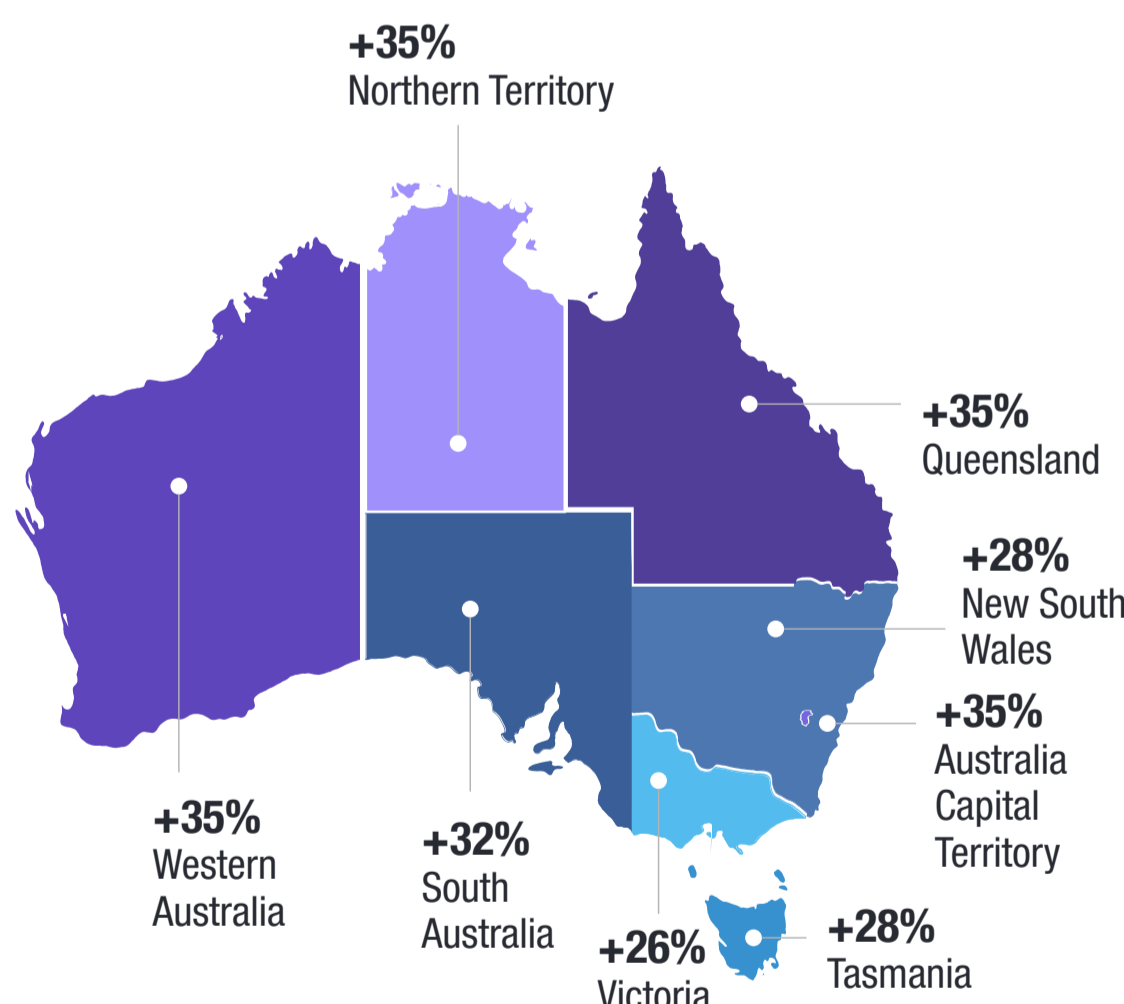 +35%
Northern Territory
+35%
Queensland
+28%
New South
Wales
+35%
Australia
Capital
Territory
+35%
Western
Australia
+32%
South
Australia
+26%
Victoria
+28%
Tasmania